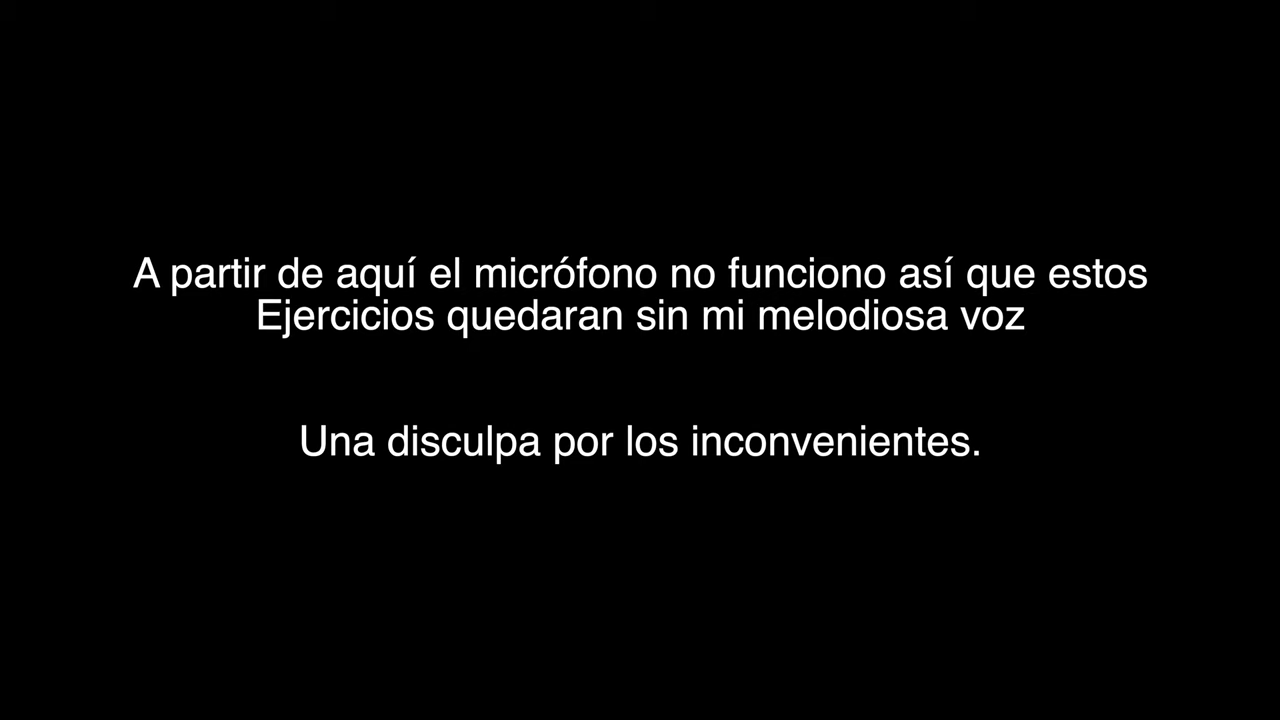 A partir de aquí el micrófono no funciono así que estos
Ejercicios quedaran sin mi melodiosa voz
Una disculpa por los inconvenientes.